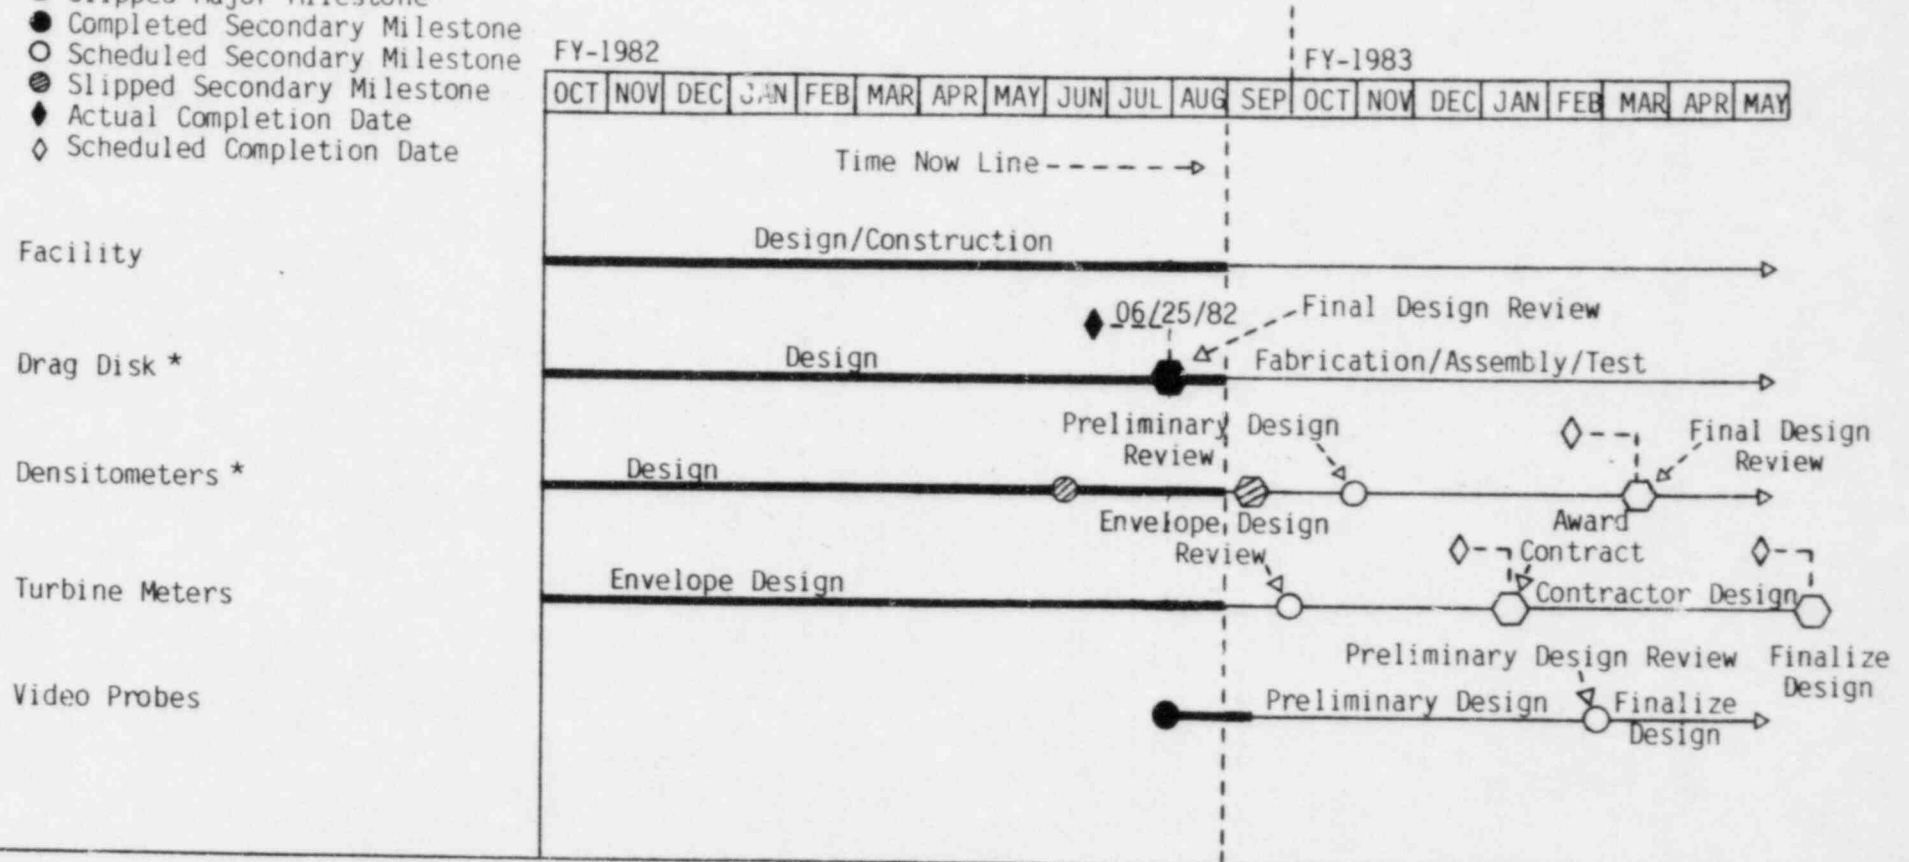 Slipped Major Milestone
Completed Secondary Milestone
Scheduled Secondary Milestone
Slipped Secondary Milestone
Actual Completion Date
Scheduled Completion Date
FY-1982
FY-1983
OCT NOV DEC JAN FEB MAR APR MAY JUN JUL AUG SEP OCT NOV DEC JAN FEB MAR APR MAY
Time Now Line
Facility
Design/Construction
Drag Disk *
Design
06/25/82
Final Design Review
Fabrication/Assembly/Test
Densitometers *
Design
Preliminary Design
Review
Final Design
Review
Turbine Meters
Envelope Design
Envelope Design
Review
Award
Contract
Contractor Design
Finalize
Design
Video Probes
Preliminary Design
Preliminary Design Review
Finalize
Design